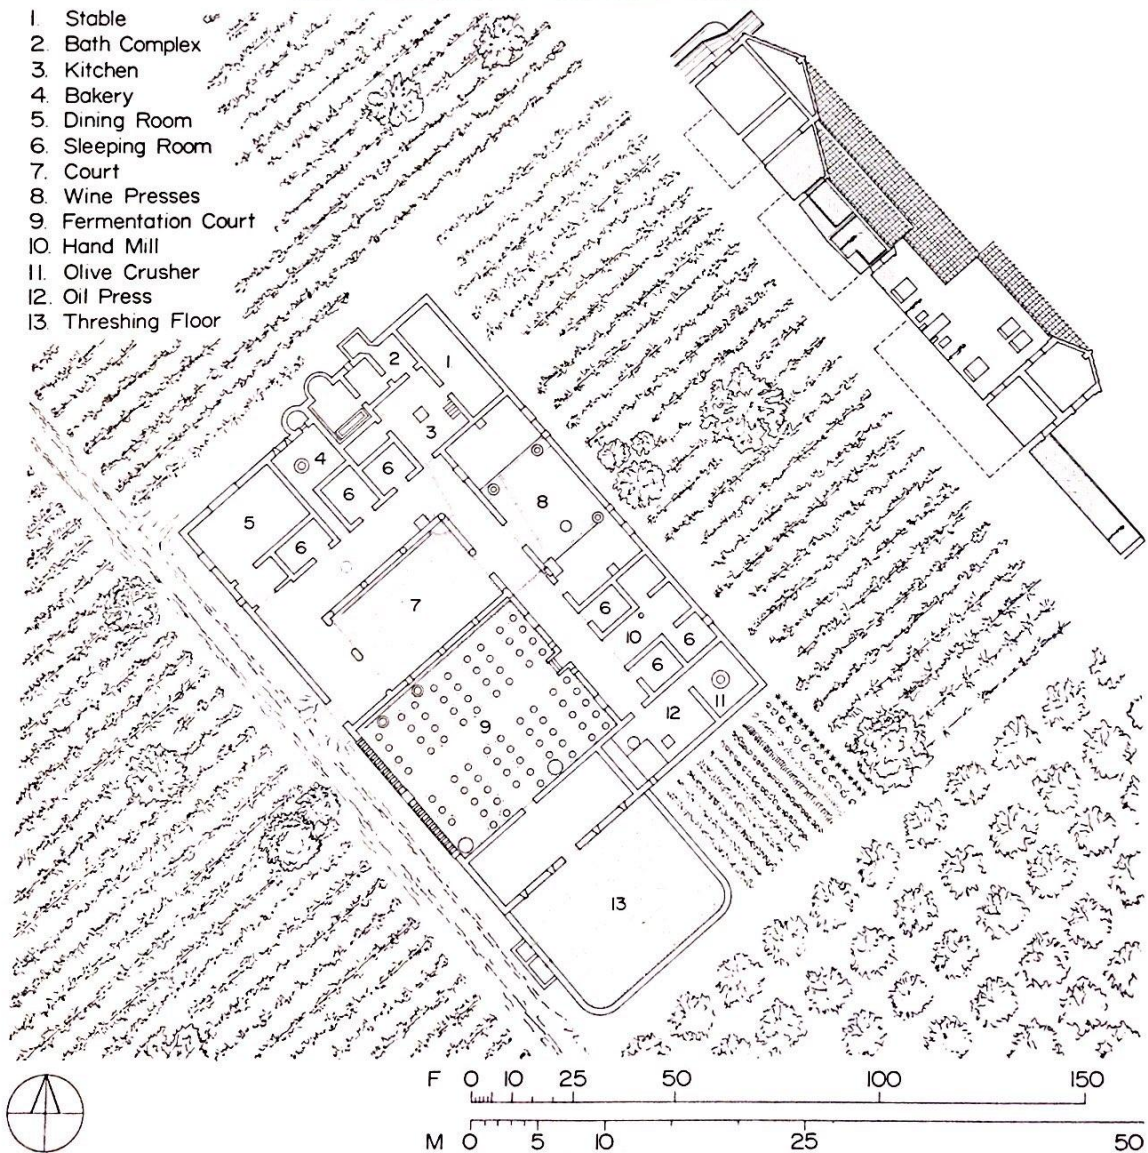 1. Stable
2. Bath Complex
3. Kitchen
4. Bakery
5. Dining Room
6. Sleeping Room
7. Court
8. Wine Presses
9. Fermentation Court
10. Hand Mill
11. Olive Crusher
12. Oil Press
13. Threshing Floor
2
1
3
4
6
6
5
8
6
7
6
10
6
6
11
12
9
13
F 0 10 25 50 100 150
M 0 5 10 25 50